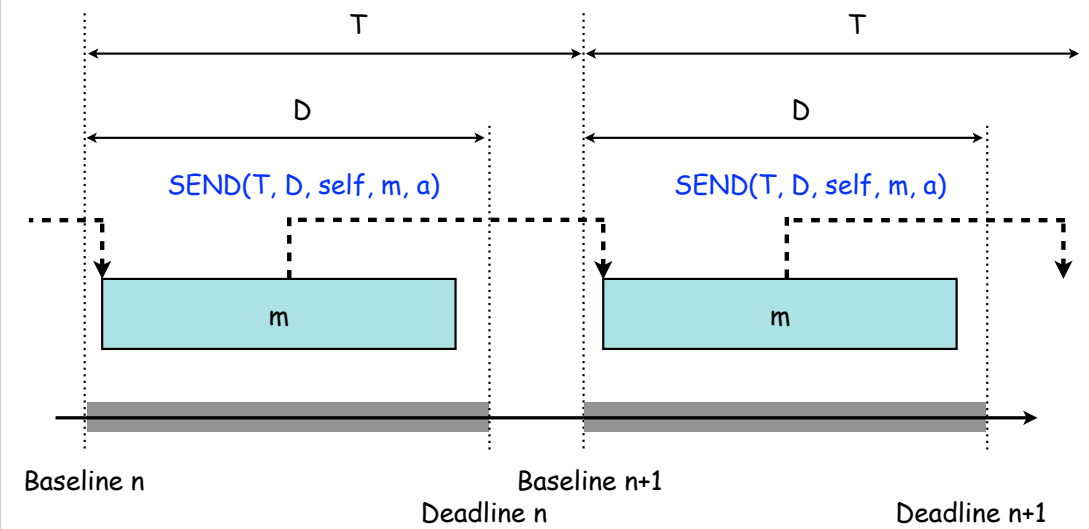 T T
D D
SEND(T, D, self, m, a) SEND(T, D, self, m, a)
m m
Baseline n Baseline n+1
Deadline n Deadline n+1